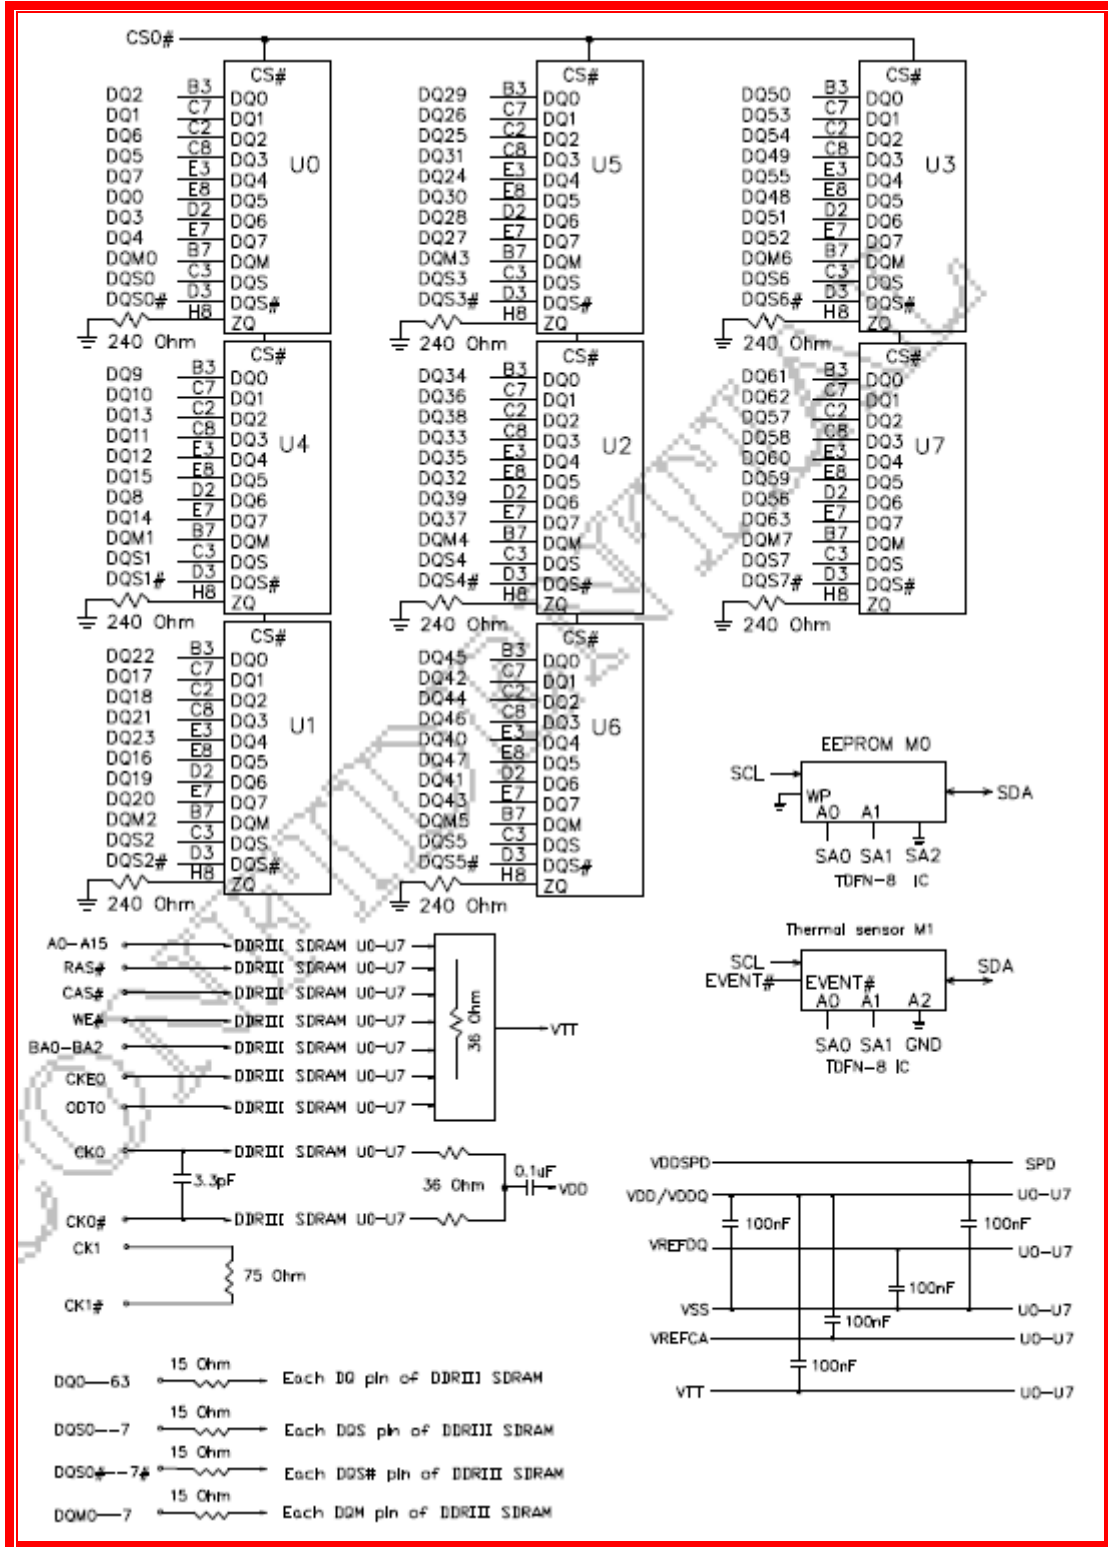 CS0#
CS#
DQ2 B3 DQ0
DQ1 C7 DQ1
DQ6 C2 DQ2
DQ5 C8 DQ3
DQ7 E3 DQ4
DQ0 E8 DQ5
DQ3 D2 DQ6
DQ4 E7 DQ7
DQM0 B7 DQM
DQS0 C3 DQS
DQS0# D3 DQS#
H8 ZQ
U0
240 Ohm
CS#
DQ29 B3 DQ0
DQ26 C7 DQ1
DQ25 C2 DQ2
DQ31 C8 DQ3
DQ24 E3 DQ4
DQ30 E8 DQ5
DQ28 D2 DQ6
DQ27 E7 DQ7
DQM3 B7 DQM
DQS3 C3 DQS
DQS3# D3 DQS#
H8 ZQ
U5
240 Ohm
CS#
DQ50 B3 DQ0
DQ53 C7 DQ1
DQ54 C2 DQ2
DQ49 C8 DQ3
DQ55 E3 DQ4
DQ48 E8 DQ5
DQ51 D2 DQ6
DQ52 E7 DQ7
DQM6 B7 DQM
DQS6 C3 DQS
DQS6# D3 DQS#
H8 ZQ
U3
240 Ohm
CS#
DQ9 B3 DQ0
DQ10 C7 DQ1
DQ13 C2 DQ2
DQ11 C8 DQ3
DQ12 E3 DQ4
DQ15 E8 DQ5
DQ8 D2 DQ6
DQ14 E7 DQ7
DQM1 B7 DQM
DQS1 C3 DQS
DQS1# D3 DQS#
H8 ZQ
U4
240 Ohm
CS#
DQ34 B3 DQ0
DQ36 C7 DQ1
DQ38 C2 DQ2
DQ33 C8 DQ3
DQ35 E3 DQ4
DQ32 E8 DQ5
DQ39 D2 DQ6
DQ37 E7 DQ7
DQM4 B7 DQM
DQS4 C3 DQS
DQS4# D3 DQS#
H8 ZQ
U2
240 Ohm
CS#
DQ61 B3 DQ0
DQ62 C7 DQ1
DQ57 C2 DQ2
DQ58 C8 DQ3
DQ60 E3 DQ4
DQ59 E8 DQ5
DQ56 D2 DQ6
DQ63 E7 DQ7
DQM7 B7 DQM
DQS7 C3 DQS
DQS7# D3 DQS#
H8 ZQ
U7
240 Ohm
CS#
DQ22 B3 DQ0
DQ17 C7 DQ1
DQ18 C2 DQ2
DQ21 C8 DQ3
DQ23 E3 DQ4
DQ16 E8 DQ5
DQ19 D2 DQ6
DQ20 E7 DQ7
DQM2 B7 DQM
DQS2 C3 DQS
DQS2# D3 DQS#
H8 ZQ
U1
240 Ohm
CS#
DQ45 B3 DQ0
DQ42 C7 DQ1
DQ44 C2 DQ2
DQ46 C8 DQ3
DQ40 E3 DQ4
DQ47 E8 DQ5
DQ41 D2 DQ6
DQ43 E7 DQ7
DQM5 B7 DQM
DQS5 C3 DQS
DQS5# D3 DQS#
H8 ZQ
U6
240 Ohm
EEPROM M0
SCL
SDA
WP
A0 A1
SA0 SA1 SA2
TDFN-8 IC
Thermal sensor M1
SCL
SDA
EVENT# EVENT#
A0 A1 A2
SA0 SA1 GND
TDFN-8 IC
A0-A15 DDRIII SDRAM U0-U7
RAS# DDRIII SDRAM U0-U7
CAS# DDRIII SDRAM U0-U7
WE# DDRIII SDRAM U0-U7
BA0-BA2 DDRIII SDRAM U0-U7
CKE0 DDRIII SDRAM U0-U7
ODT0 DDRIII SDRAM U0-U7
36 Ohm
VTT
CK0 DDRIII SDRAM U0-U7
3.3pF
36 Ohm
0.1uF
VDD
CK0# DDRIII SDRAM U0-U7
CK1
75 Ohm
CK1#
VDDSPD SPD
VDD/VDDQ U0-U7
100nF 100nF
VREFDQ U0-U7
100nF
VSS U0-U7
100nF
VREFCA U0-U7
100nF
VTT U0-U7
15 Ohm
DQ0--63 Each DQ pin of DDRIII SDRAM
15 Ohm
DQS0--7 Each DQS pin of DDRIII SDRAM
15 Ohm
DQS0#--7# Each DQS# pin of DDRIII SDRAM
15 Ohm
DQM0--7 Each DQM pin of DDRIII SDRAM